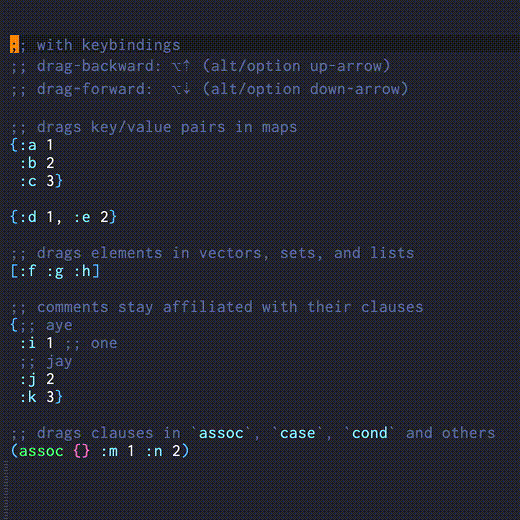 ;; with keybindings
;; drag-backward: ⌥⇡ (alt/option up-arrow)
;; drag-forward:  ⌥⇣ (alt/option down-arrow)
;; drags key/value pairs in maps
{:a 1
 :b 2
 :c 3}
{:d 1, :e 2}
;; drags elements in vectors, sets, and lists
[:f :g :h]
;; comments stay affiliated with their clauses
{;; aye
 :i 1 ;; one
 ;; jay
 :j 2
 :k 3}
;; drags clauses in `assoc`, `case`, `cond` and others
(assoc {} :m 1 :n 2)